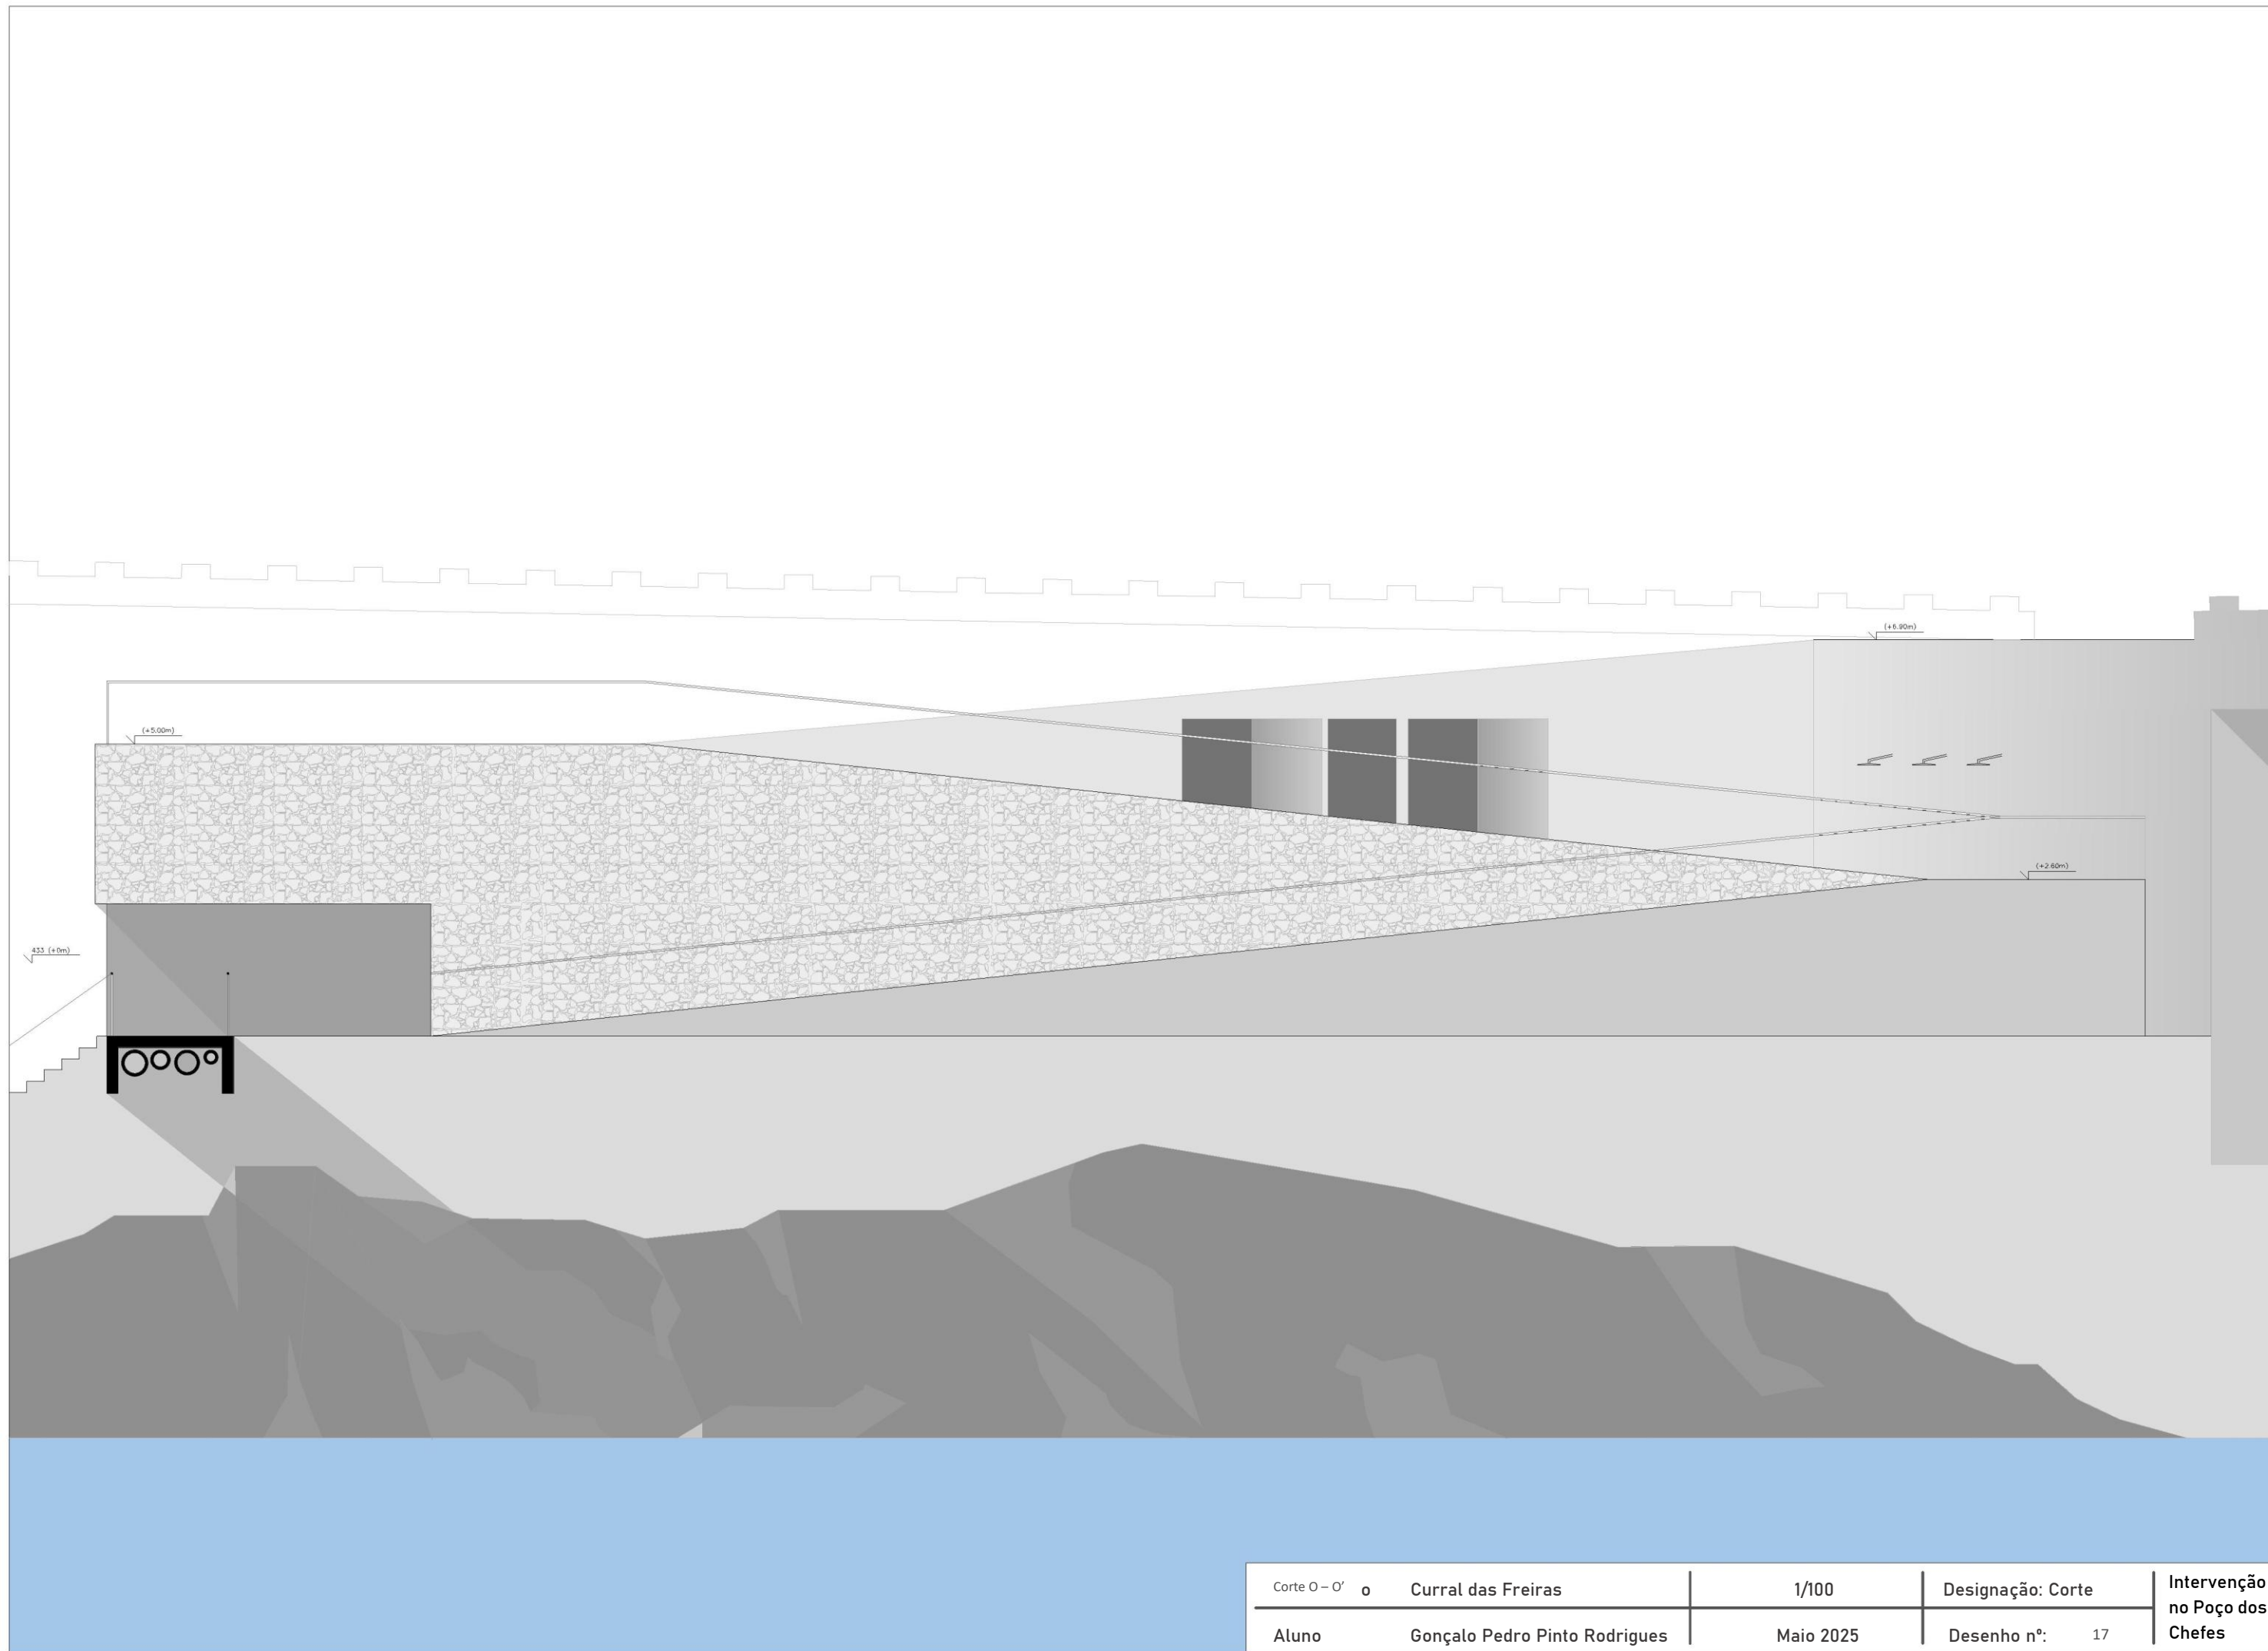 (+6.90m)
(+5.00m)
(+2.60m)
433 (+0m)
Corte O – O' o Curral das Freiras 1/100 Designação: Corte
Aluno Gonçalo Pedro Pinto Rodrigues Maio 2025 Desenho nº: 17
Intervenção
no Poço dos
Chefes